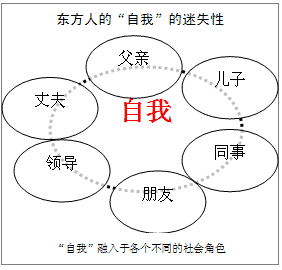 东方人的“自我”的迷失性
父亲
儿子
丈夫
自我
同事
领导
朋友
“自我”融入于各个不同的社会角色